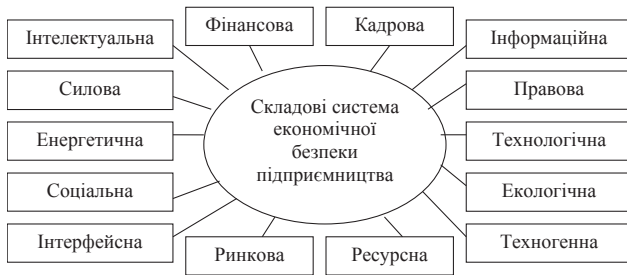 Фінансова
Кадрова
Інтелектуальна
Інформаційна
Силова
Правова
Складові система
економічної
безпеки
підприємництва
Енергетична
Технологічна
Соціальна
Екологічна
Інтерфейсна
Техногенна
Ринкова
Ресурсна